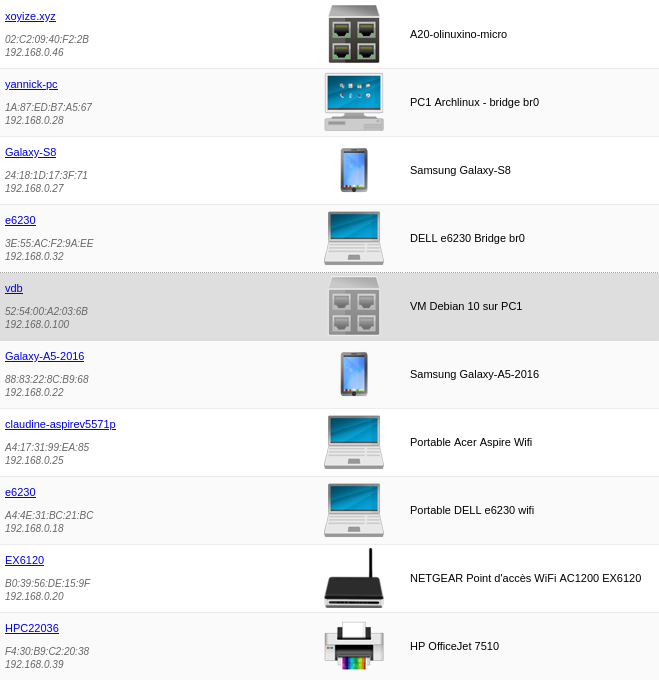 xoyize.xyz
02:C2:09:40:F2:2B
192.168.0.46
A20-olinuxino-micro
yannick-pc
1A:87:ED:B7:A5:67
192.168.0.28
PC1 Archlinux - bridge br0
Galaxy-S8
24:18:1D:17:3F:71
192.168.0.27
Samsung Galaxy-S8
e6230
3E:55:AC:F2:9A:EE
192.168.0.32
DELL e6230 Bridge br0
vdb
52:54:00:A2:03:6B
192.168.0.100
VM Debian 10 sur PC1
Galaxy-A5-2016
88:83:22:8C:B9:68
192.168.0.22
Samsung Galaxy-A5-2016
claudine-aspirev5571p
A4:17:31:99:EA:85
192.168.0.25
Portable Acer Aspire Wifi
e6230
A4:4E:31:BC:21:BC
192.168.0.18
Portable DELL e6230 wifi
EX6120
B0:39:56:DE:15:9F
192.168.0.20
NETGEAR Point d'accès WiFi AC1200 EX6120
HPC22036
F4:30:B9:C2:20:38
192.168.0.39
HP OfficeJet 7510